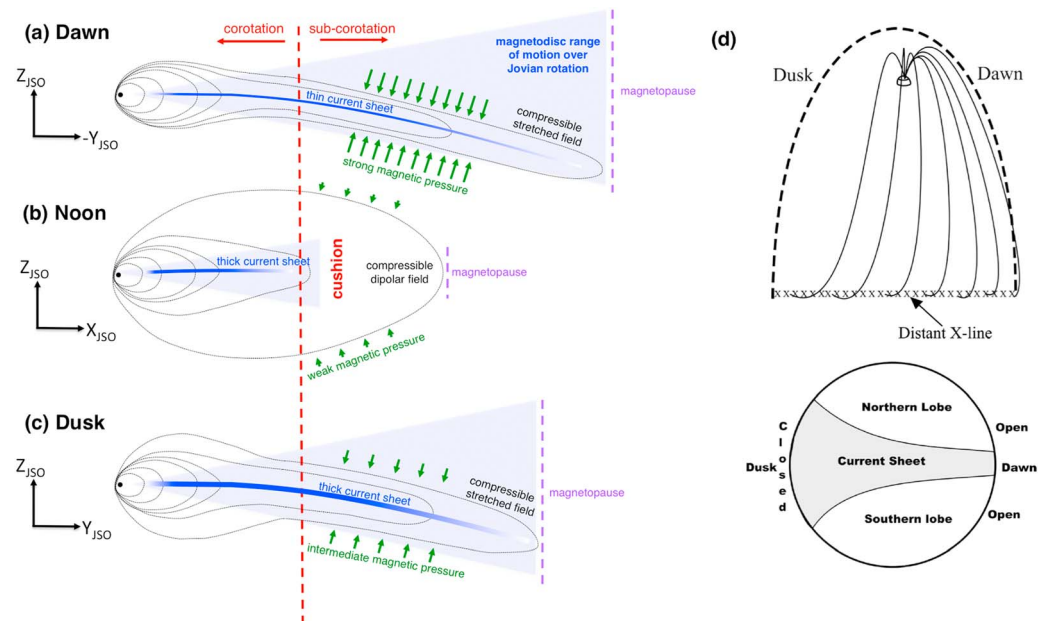 (a) Dawn
corotation
sub-corotation
magnetodisc range
of motion over
Jovian rotation
Z_JSO
-Y_JSO
thin current sheet
compressible
stretched field
strong magnetic pressure
magnetopause
(b) Noon
Z_JSO
X_JSO
thick current sheet
cushion
compressible
dipolar field
magnetopause
weak magnetic pressure
(c) Dusk
Z_JSO
Y_JSO
thick current sheet
compressible
stretched field
intermediate magnetic pressure
magnetopause
(d)
Dusk
Dawn
XXXXXXXXXXXXXXXXXXXXXXXXXXXXX
Distant X-line
Northern Lobe
Open
Closed
Dusk
Current Sheet
Dawn
Southern lobe
Open